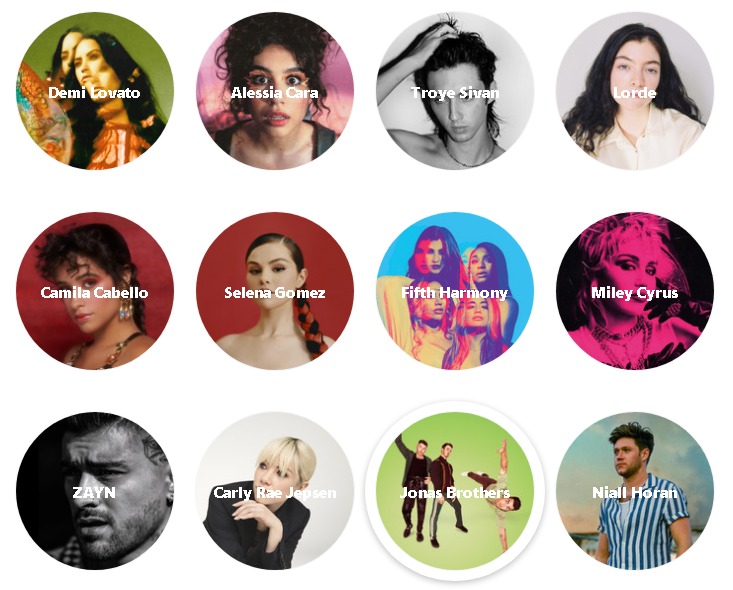 Demi Lovato
Alessia Cara
Troye Sivan
Lorde
Camila Cabello
Selena Gomez
Fifth Harmony
Miley Cyrus
ZAYN
Carly Rae Jepsen
Jonas Brothers
Niall Horan